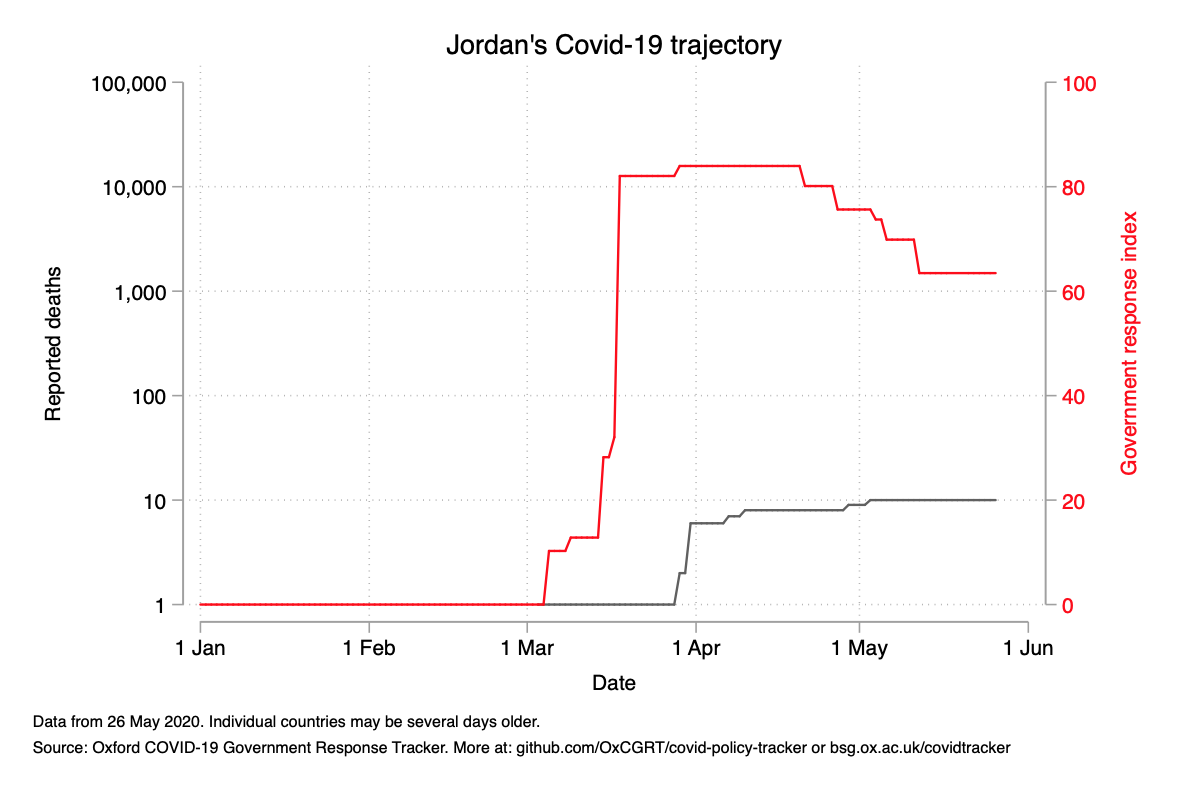 Jordan's Covid-19 trajectory
100,000
10,000
1,000
100
10
1
Reported deaths
100
80
60
40
20
0
Government response index
1 Jan
1 Feb
1 Mar
1 Apr
1 May
1 Jun
Date
Data from 26 May 2020. Individual countries may be several days older.
Source: Oxford COVID-19 Government Response Tracker. More at: github.com/OxCGRT/covid-policy-tracker or bsg.ox.ac.uk/covidtracker